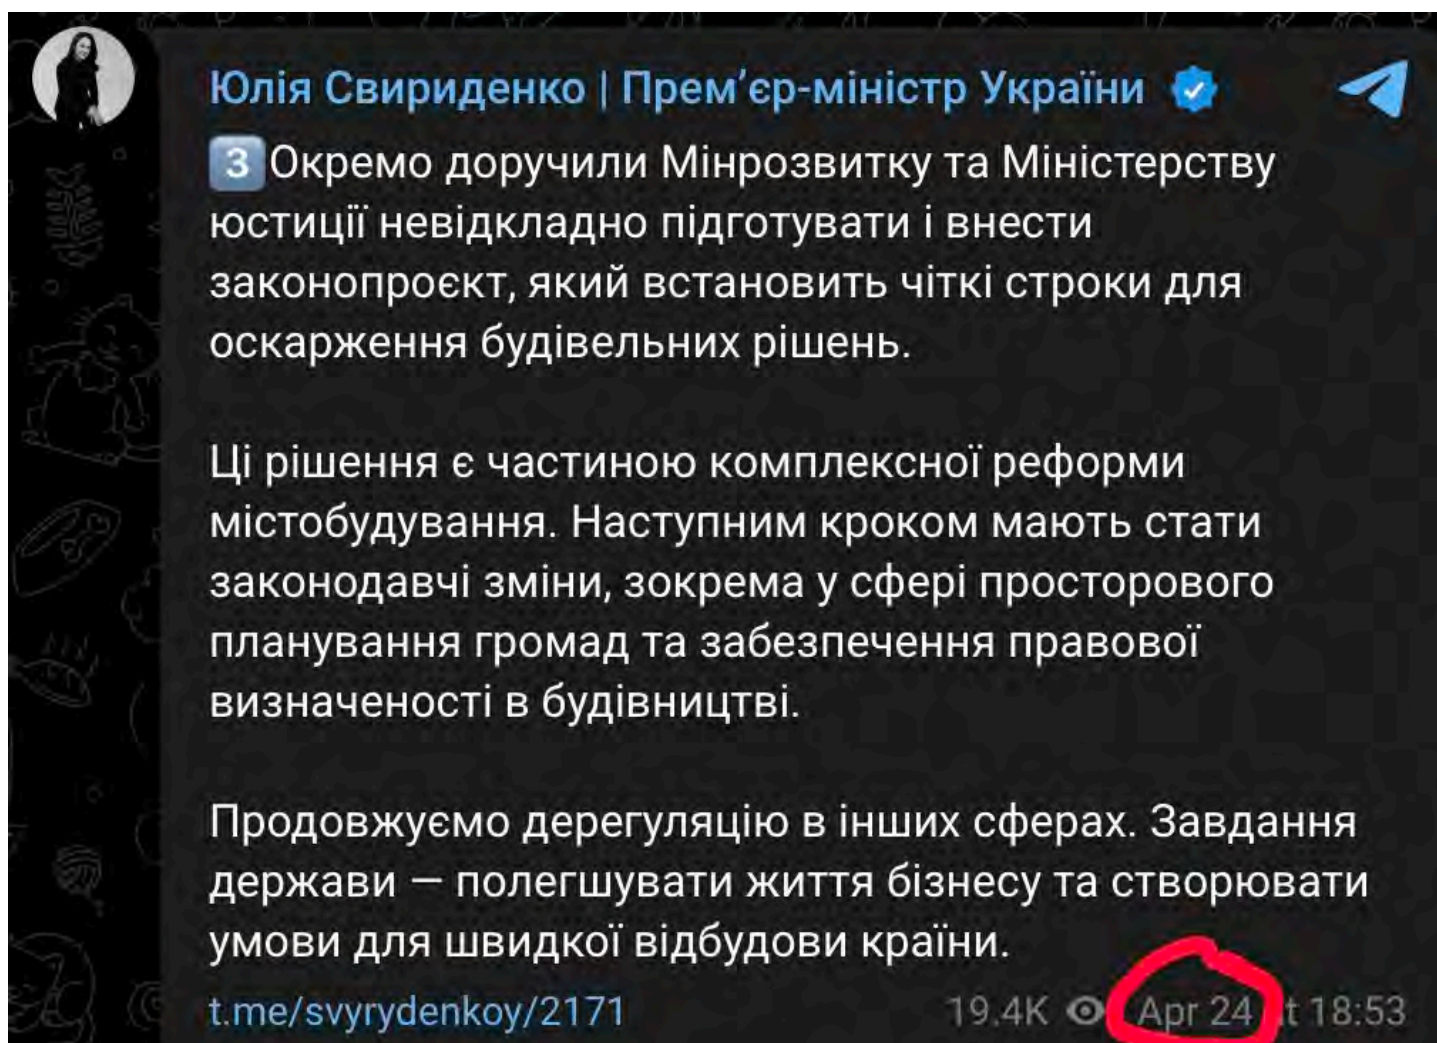 Юлія Свириденко | Прем’єр-міністр України
3 Окремо доручили Мінрозвитку та Міністерству
юстиції невідкладно підготувати і внести
законопроєкт, який встановить чіткі строки для
оскарження будівельних рішень.
Ці рішення є частиною комплексної реформи
містобудування. Наступним кроком мають стати
законодавчі зміни, зокрема у сфері просторового
планування громад та забезпечення правової
визначеності в будівництві.
Продовжуємо дерегуляцію в інших сферах. Завдання
держави — полегшувати життя бізнесу та створювати
умови для швидкої відбудови країни.
t.me/svyrydenkoy/2171 19.4K Apr 24 t 18:53